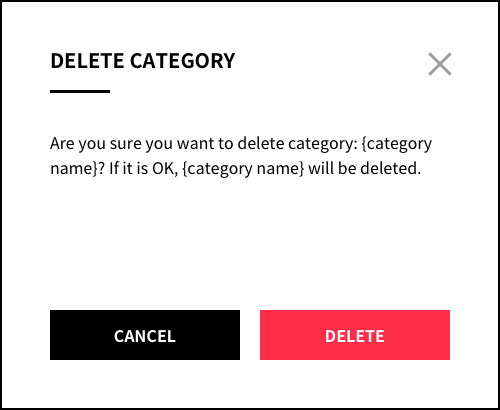 DELETE CATEGORY
Are you sure you want to delete category: {category
name}? If it is OK, {category name} will be deleted.
CANCEL
DELETE